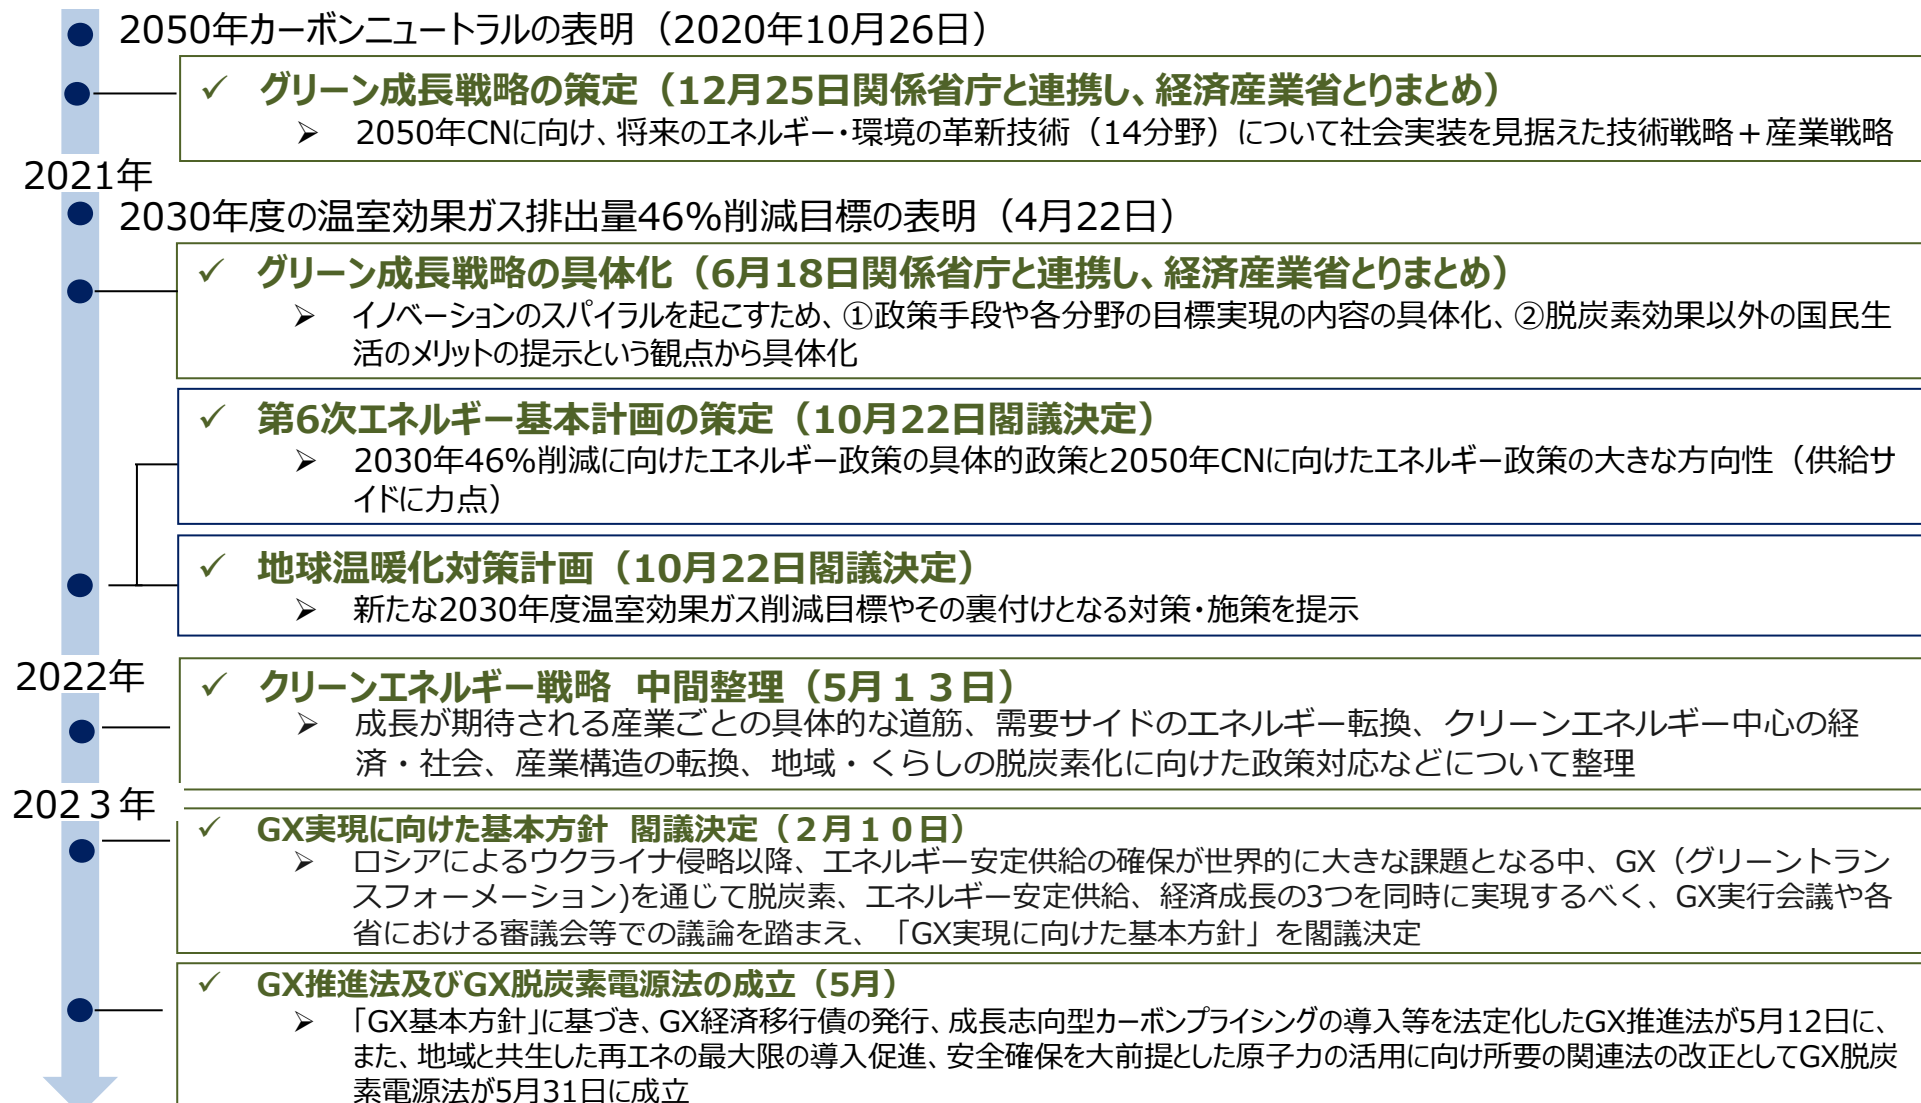 2050年カーボンニュートラルの表明（2020年10月26日）
✓ グリーン成長戦略の策定（12月25日関係省庁と連携し、経済産業省とりまとめ）
➢ 2050年CNに向け、将来のエネルギー・環境の革新技術（14分野）について社会実装を見据えた技術戦略＋産業戦略
2021年
2030年度の温室効果ガス排出量46%削減目標の表明（4月22日）
✓ グリーン成長戦略の具体化（6月18日関係省庁と連携し、経済産業省とりまとめ）
➢ イノベーションのスパイラルを起こすため、①政策手段や各分野の目標実現の内容の具体化、②脱炭素効果以外の国民生
活のメリットの提示という観点から具体化
✓ 第6次エネルギー基本計画の策定（10月22日閣議決定）
➢ 2030年46%削減に向けたエネルギー政策の具体的政策と2050年CNに向けたエネルギー政策の大きな方向性（供給サ
イドに力点）
✓ 地球温暖化対策計画（10月22日閣議決定）
➢ 新たな2030年度温室効果ガス削減目標やその裏付けとなる対策・施策を提示
2022年
✓ クリーンエネルギー戦略 中間整理（5月１３日）
➢ 成長が期待される産業ごとの具体的な道筋、需要サイドのエネルギー転換、クリーンエネルギー中心の経
済・社会、産業構造の転換、地域・くらしの脱炭素化に向けた政策対応などについて整理
202３年
✓ GX実現に向けた基本方針 閣議決定（２月１０日）
➢ ロシアによるウクライナ侵略以降、エネルギー安定供給の確保が世界的に大きな課題となる中、GX（グリーントラン
スフォーメーション)を通じて脱炭素、エネルギー安定供給、経済成長の3つを同時に実現するべく、GX実行会議や各
省における審議会等での議論を踏まえ、「GX実現に向けた基本方針」を閣議決定
✓ GX推進法及びGX脱炭素電源法の成立（5月）
➢ 「GX基本方針」に基づき、GX経済移行債の発行、成長志向型カーボンプライシングの導入等を法定化したGX推進法が5月12日に、
また、地域と共生した再エネの最大限の導入促進、安全確保を大前提とした原子力の活用に向け所要の関連法の改正としてGX脱炭
素電源法が5月31日に成立